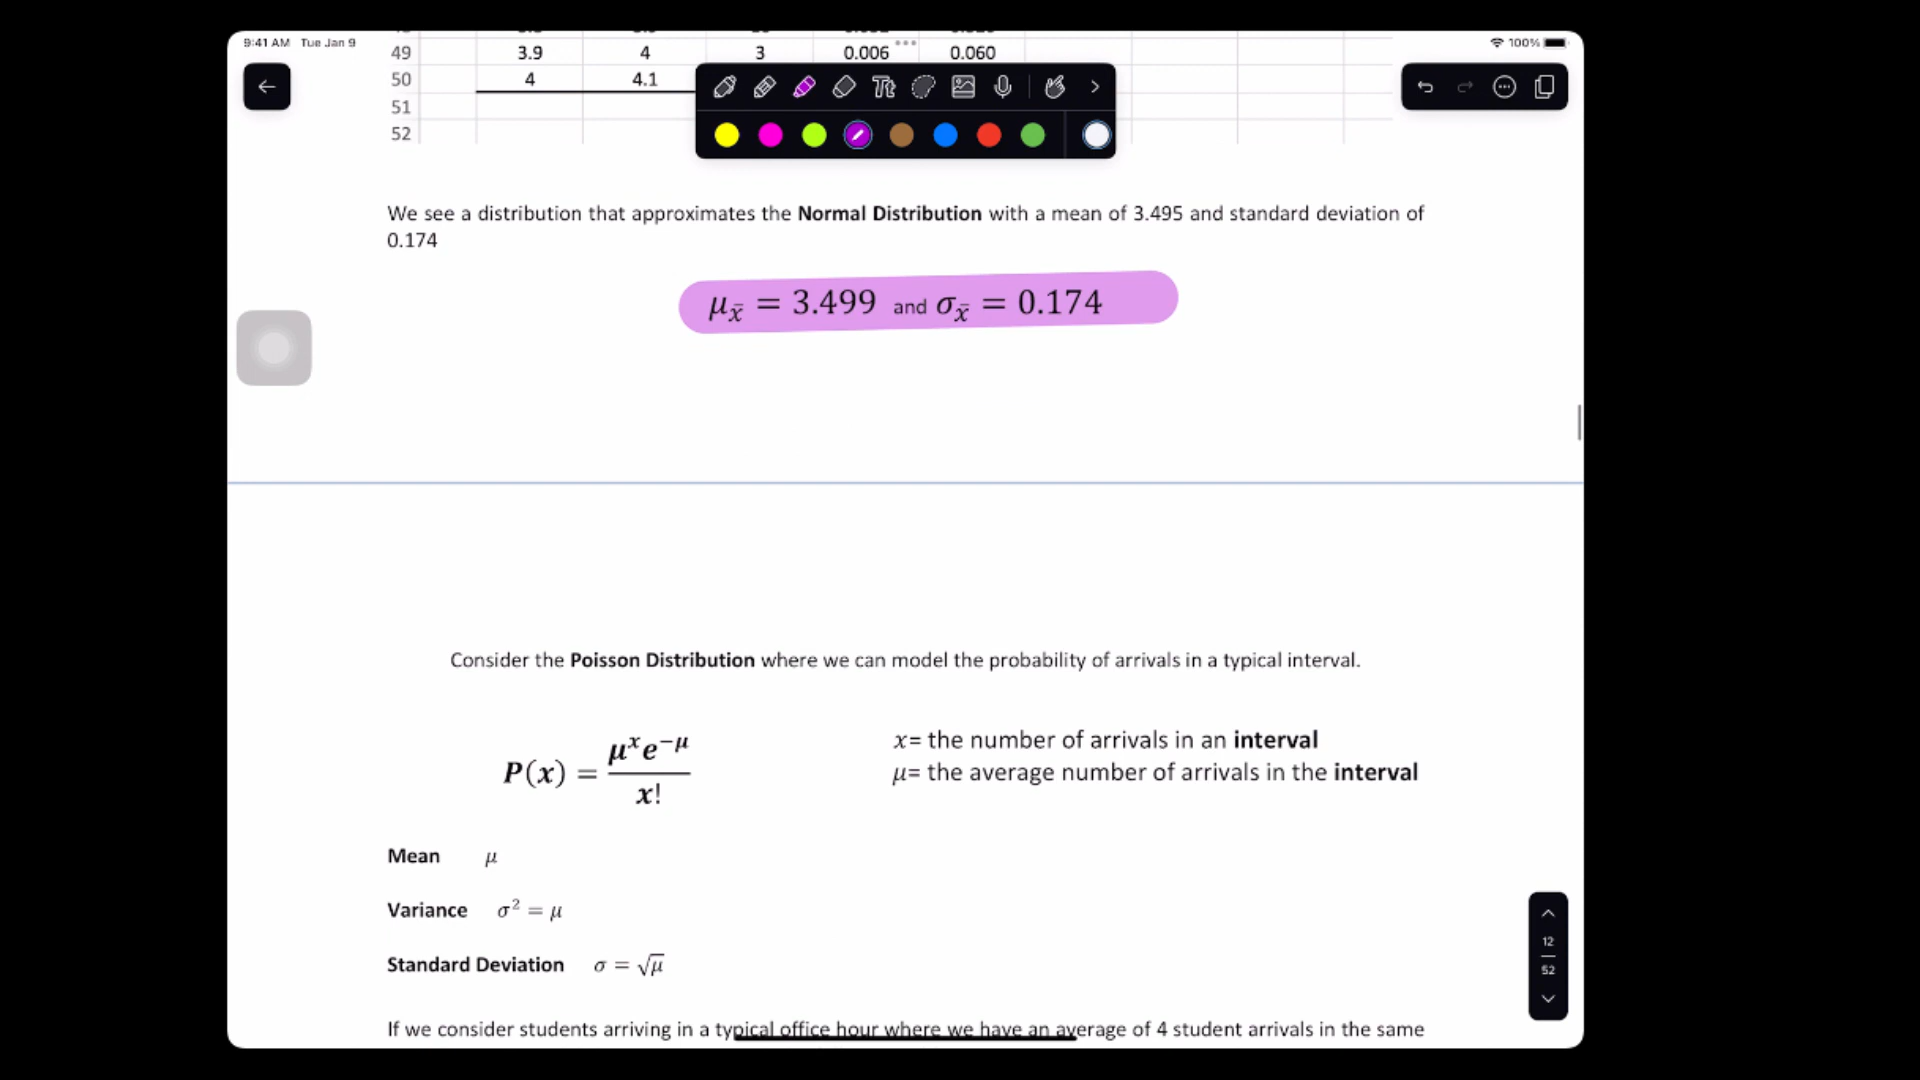 9:41 AM Tue Jan 9
100%
49 3.9 4 3 0.006 0.060
50 4 4.1
51
52
Tt
We see a distribution that approximates the Normal Distribution with a mean of 3.495 and standard deviation of
0.174
μx̄ = 3.499 and σx̄ = 0.174
Consider the Poisson Distribution where we can model the probability of arrivals in a typical interval.
P(x) = μˣe⁻μ / x!
x= the number of arrivals in an interval
μ= the average number of arrivals in the interval
Mean μ
Variance σ² = μ
Standard Deviation σ = √μ
12
52
If we consider students arriving in a typical office hour where we have an average of 4 student arrivals in the same